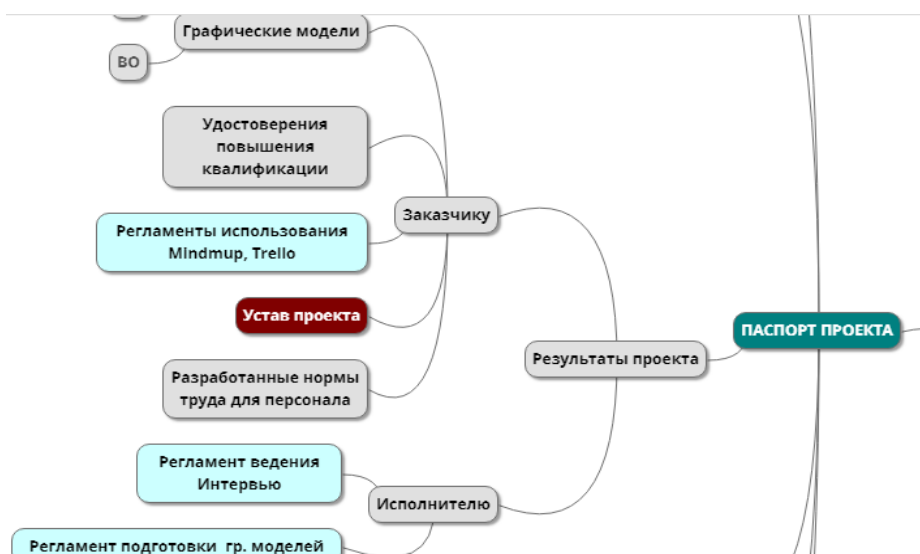 Графические модели
ВО
Удостоверения
повышения
квалификации
Заказчику
Регламенты использования
Mindmup, Trello
Устав проекта
ПАСПОРТ ПРОЕКТА
Результаты проекта
Разработанные нормы
труда для персонала
Регламент ведения
Интервью
Исполнителю
Регламент подготовки гр. моделей